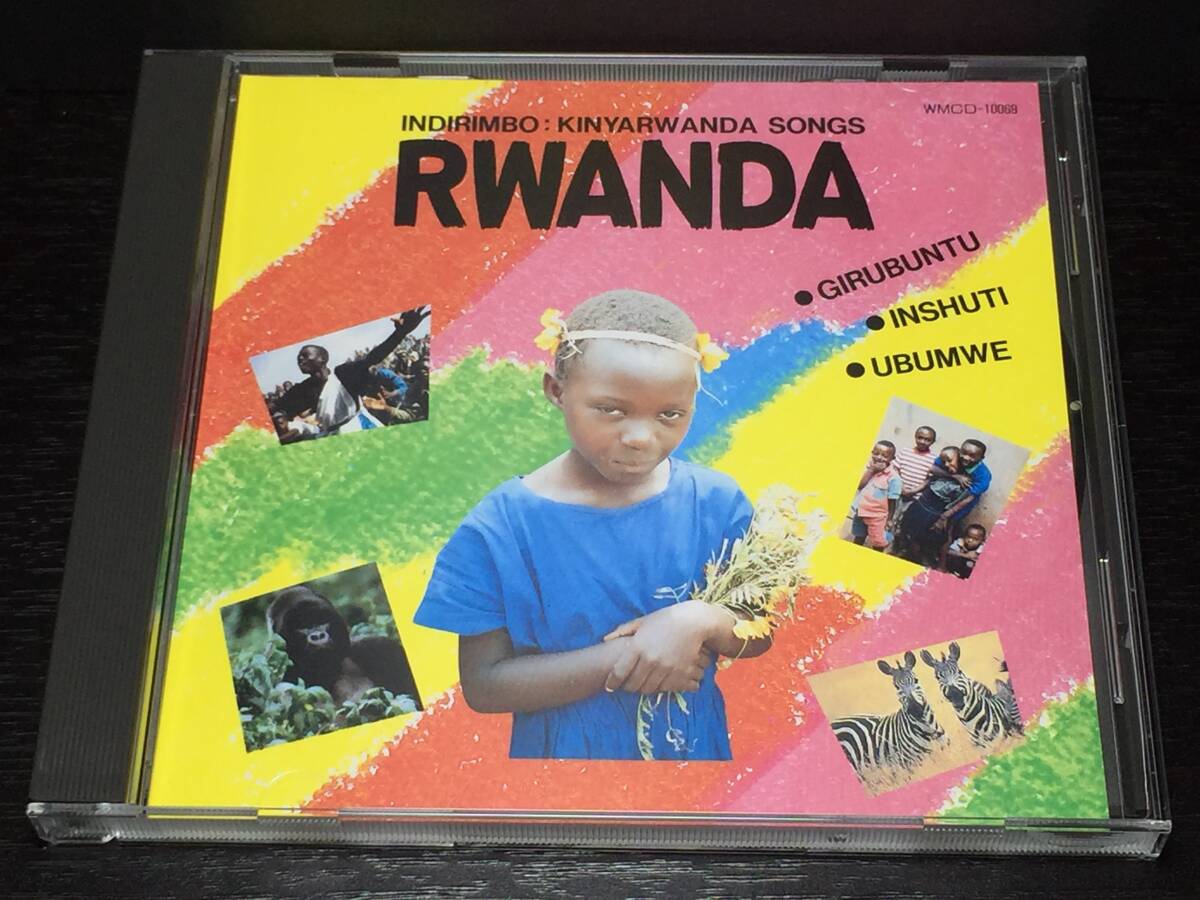 WMCD-10069
INDIRIMBO: KINYARWANDA SONGS
RWANDA
● GIRUBUNTU
● INSHUTI
● UBUMWE